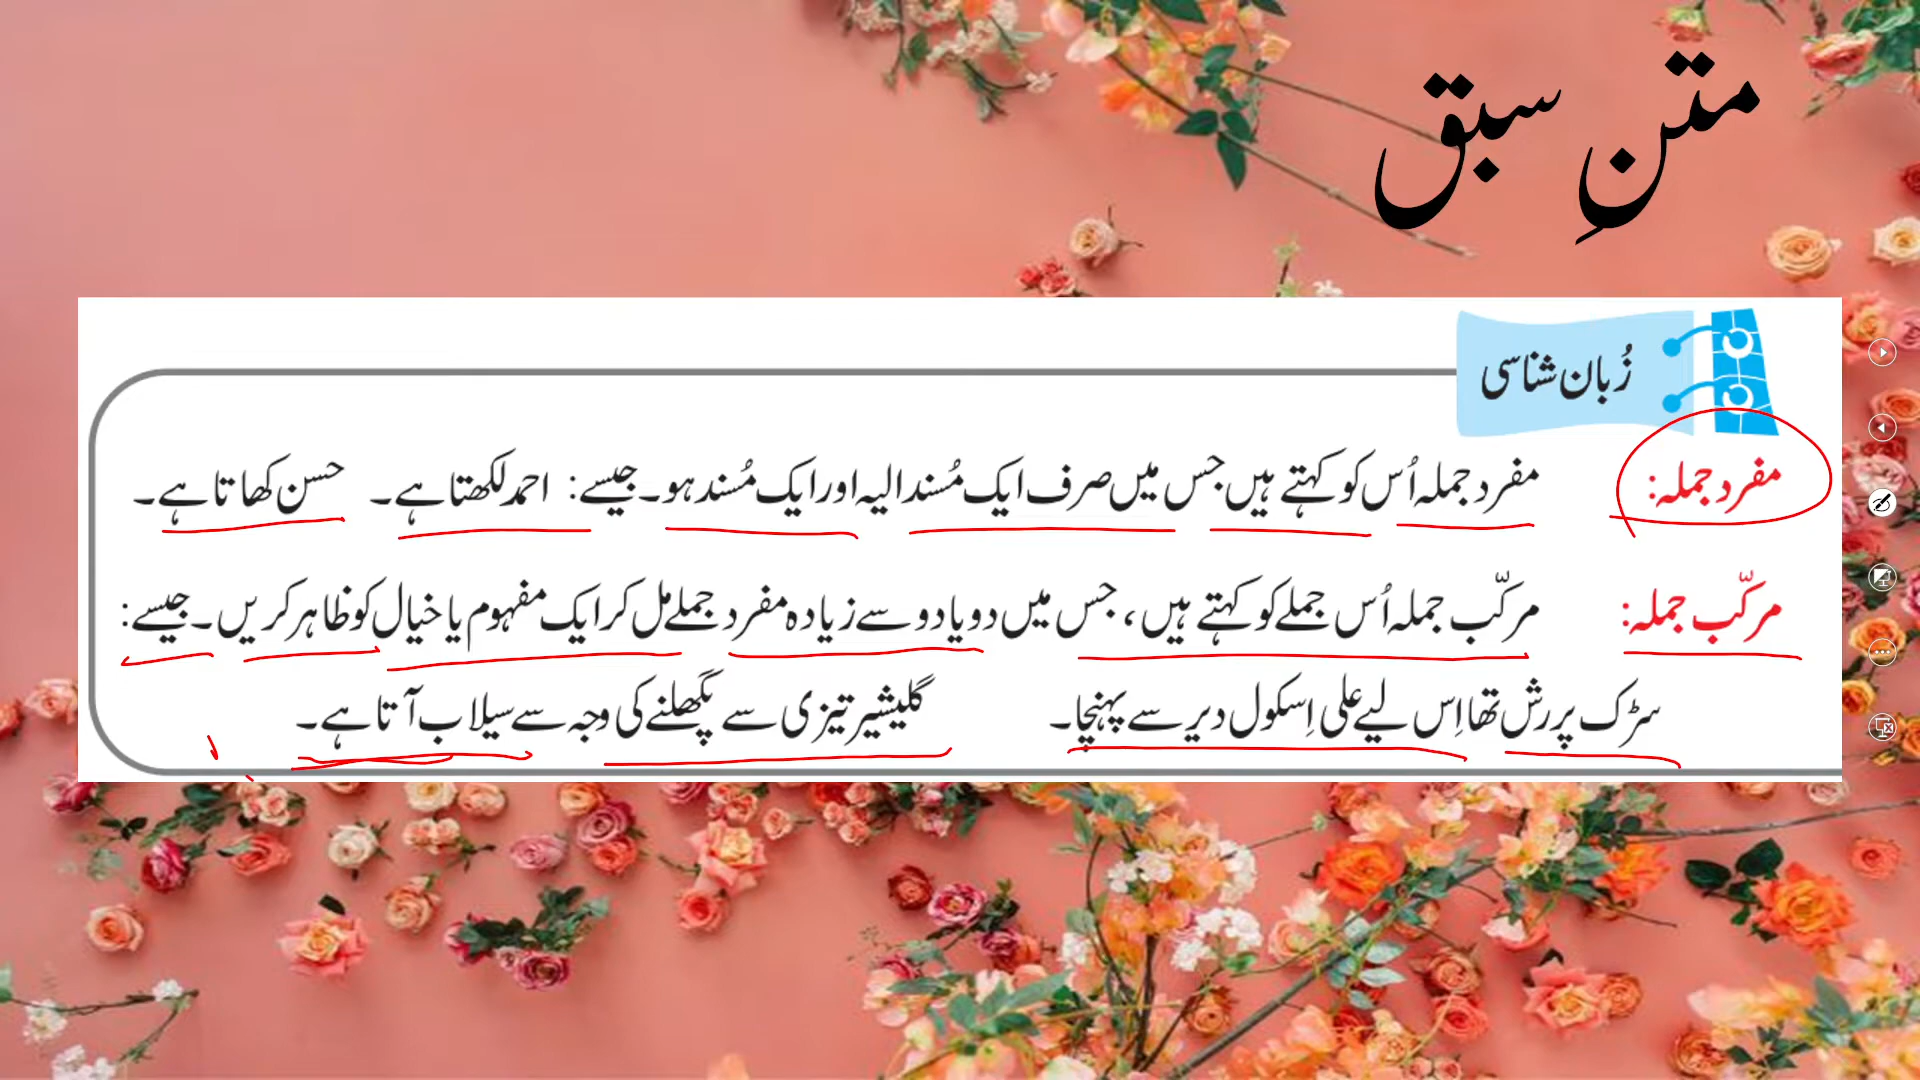 متنِ سبق
زُبان شناسی
مفرد جملہ: مفرد جملہ اُس کو کہتے ہیں جس میں صرف ایک مُسند الیہ اور ایک مُسند ہو۔ جیسے: احمد لکھتا ہے۔ حسن کھاتا ہے۔
مرکّب جملہ: مرکّب جملہ اُس جملے کو کہتے ہیں، جس میں دو یا دو سے زیادہ مفرد جملے مل کر ایک مفہوم یا خیال کو ظاہر کریں۔ جیسے:
سڑک پر رش تھا اِس لیے علی اِسکول دیر سے پہنچا۔ گلیشیر تیزی سے پگھلنے کی وجہ سے سیلاب آتا ہے۔